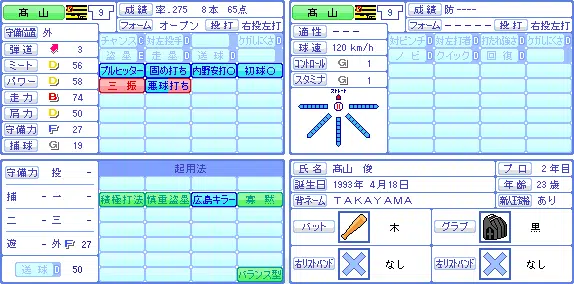 髙山 9 成績 率.275 8本 65点
フォーム オープン 投打 右投左打
守備位置 外
弾道 3
ミート D 56
パワー D 58
走力 B 74
肩力 D 50
守備力 F 27
捕球 G 19
チャンス 対左投手 D ケガしにくさ D
盗塁 走塁 D 送球 D
プルヒッター 固め打ち 内野安打○ 初球○
三振 悪球打ち
髙山 9 成績 防----
フォーム ------ 投打 右投左打
適性 ---
球速 120 km/h
コントロール G 1
スタミナ G 1
ストレート
対ピンチ D 対左打者 D 打たれ強さ D ケガしにくさ D
ノビ D クイック D 回復 D
守備力 投 -
捕 - 一 -
二 - 三 -
遊 - 外 F 27
送球 D 50
起用法
積極打法 慎重盗塁 広島キラー 寡黙
バランス型
氏名 髙山 俊 プロ 2年目
誕生日 1993年 4月18日 年齢 23歳
背ネーム TAKAYAMA 新人王資格 あり
バット 木 グラブ 黒
右リストバンド なし 左リストバンド なし